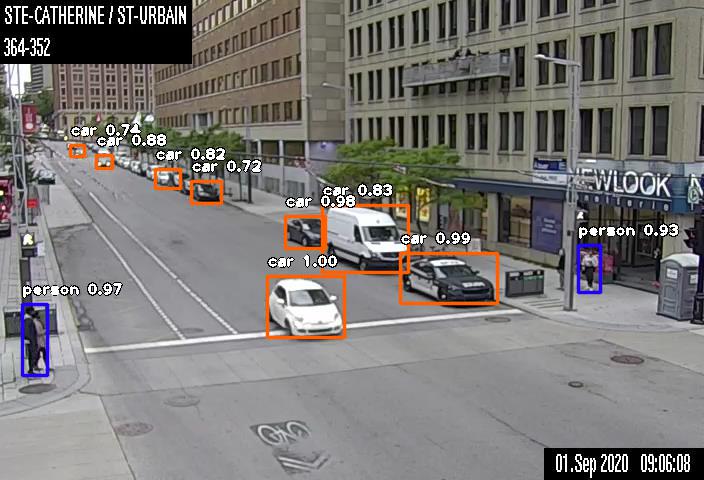 STE-CATHERINE / ST-URBAIN
364-352
car 0.74
car 0.88
car 0.82
car 0.72
car 0.83
car 0.98
car 0.99
car 1.00
person 0.93
person 0.97
NEWLOOK
01.Sep 2020 09:06:08